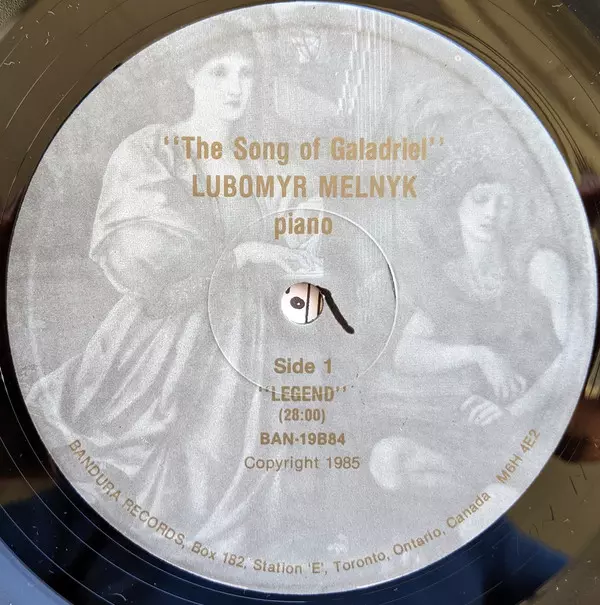 "The Song of Galadriel"
LUBOMYR MELNYK
piano
Side 1
"LEGEND"
(28:00)
BAN-19B84
Copyright 1985
BANDURA RECORDS, Box 182, Station 'E', Toronto, Ontario, Canada M6H 4E2